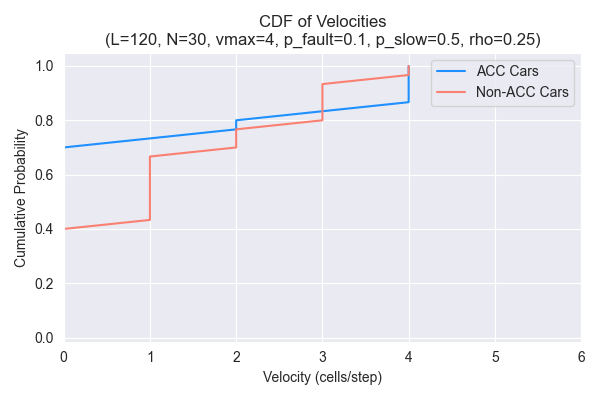 CDF of Velocities
(L=120, N=30, vmax=4, p_fault=0.1, p_slow=0.5, rho=0.25)
ACC Cars
Non-ACC Cars
Cumulative Probability
1.0
0.8
0.6
0.4
0.2
0.0
0 1 2 3 4 5 6
Velocity (cells/step)